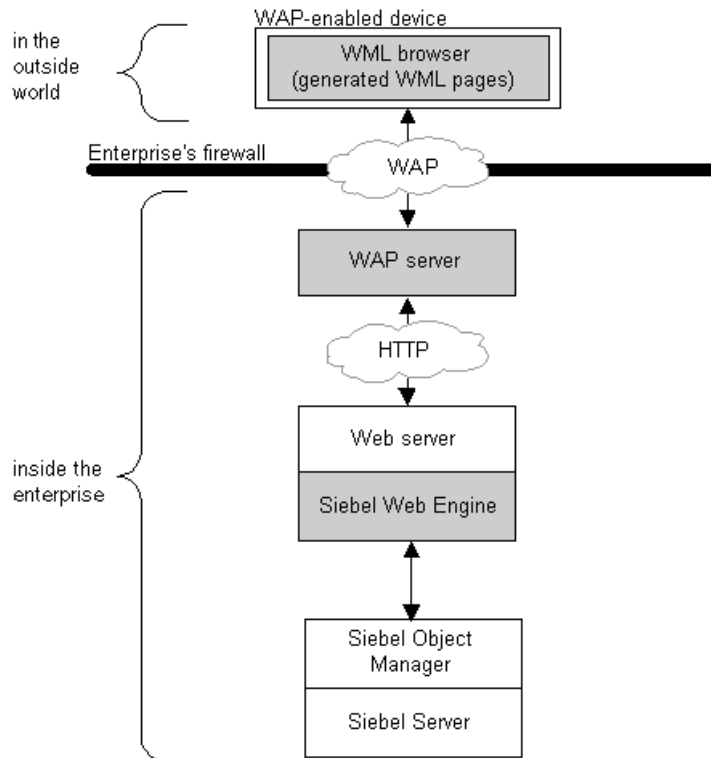 WAP-enabled device
in the
outside
world
WML browser
(generated WML pages)
Enterprise's firewall
WAP
WAP server
HTTP
Web server
inside the
enterprise
Siebel Web Engine
Siebel Object
Manager
Siebel Server